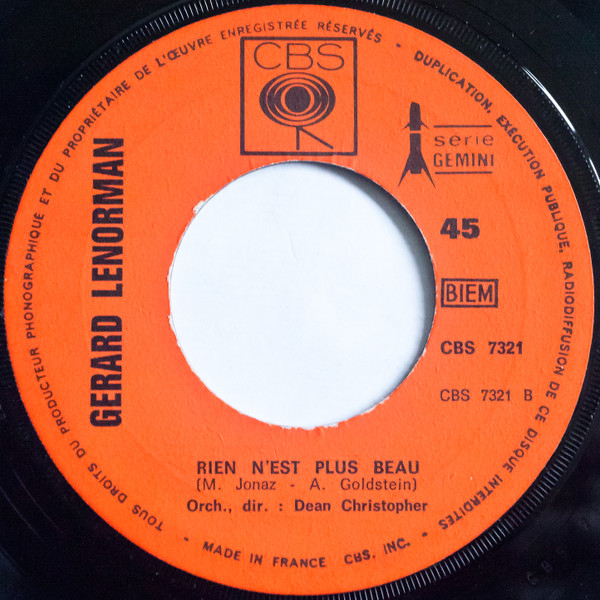 TOUS DROITS DU PRODUCTEUR PHONOGRAPHIQUE ET DU PROPRIÉTAIRE DE L'ŒUVRE ENREGISTRÉE RÉSERVÉS - DUPLICATION, EXÉCUTION PUBLIQUE, RADIODIFFUSION DE CE DISQUE INTERDITES -
CBS
série
GEMINI
GERARD LENORMAN
45
BIEM
CBS 7321
CBS 7321 B
RIEN N'EST PLUS BEAU
(M. Jonaz - A. Goldstein)
Orch., dir. : Dean Christopher
- MADE IN FRANCE CBS. INC. -